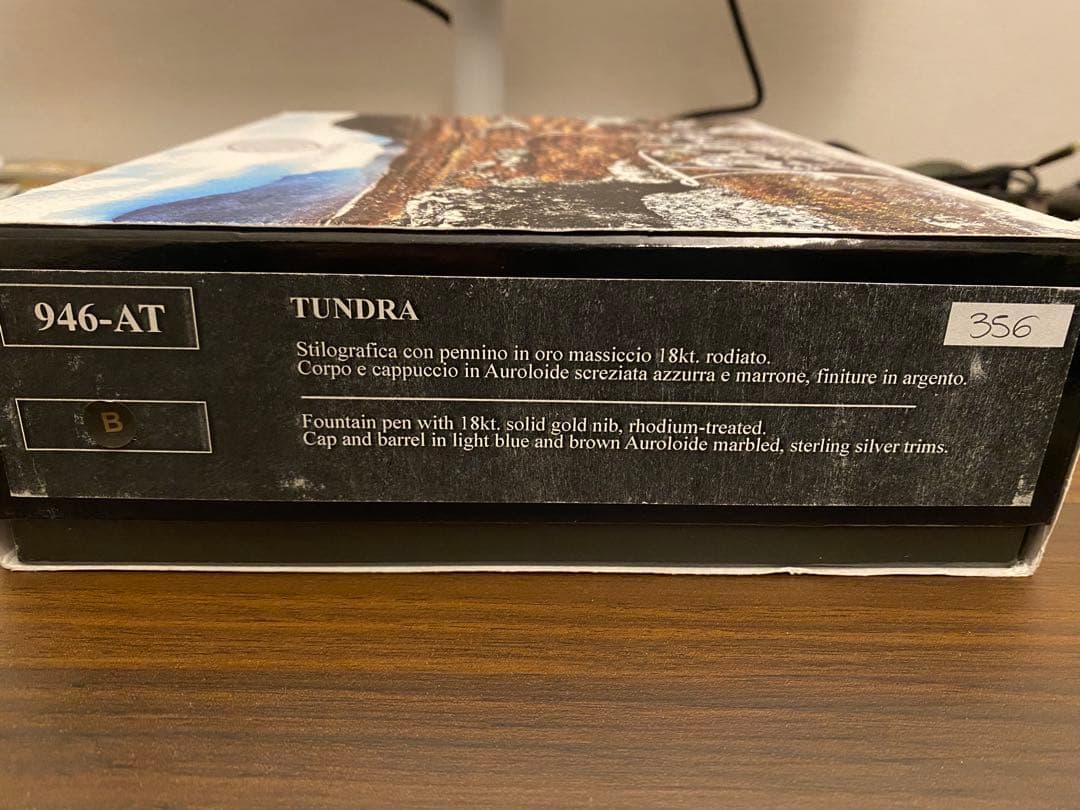 946-AT
B
TUNDRA
Stilografica con pennino in oro massiccio 18kt. rodiato.
Corpo e cappuccio in Auroloide screziata azzurra e marrone, finiture in argento.
Fountain pen with 18kt. solid gold nib, rhodium-treated.
Cap and barrel in light blue and brown Auroloide marbled, sterling silver trims.
356